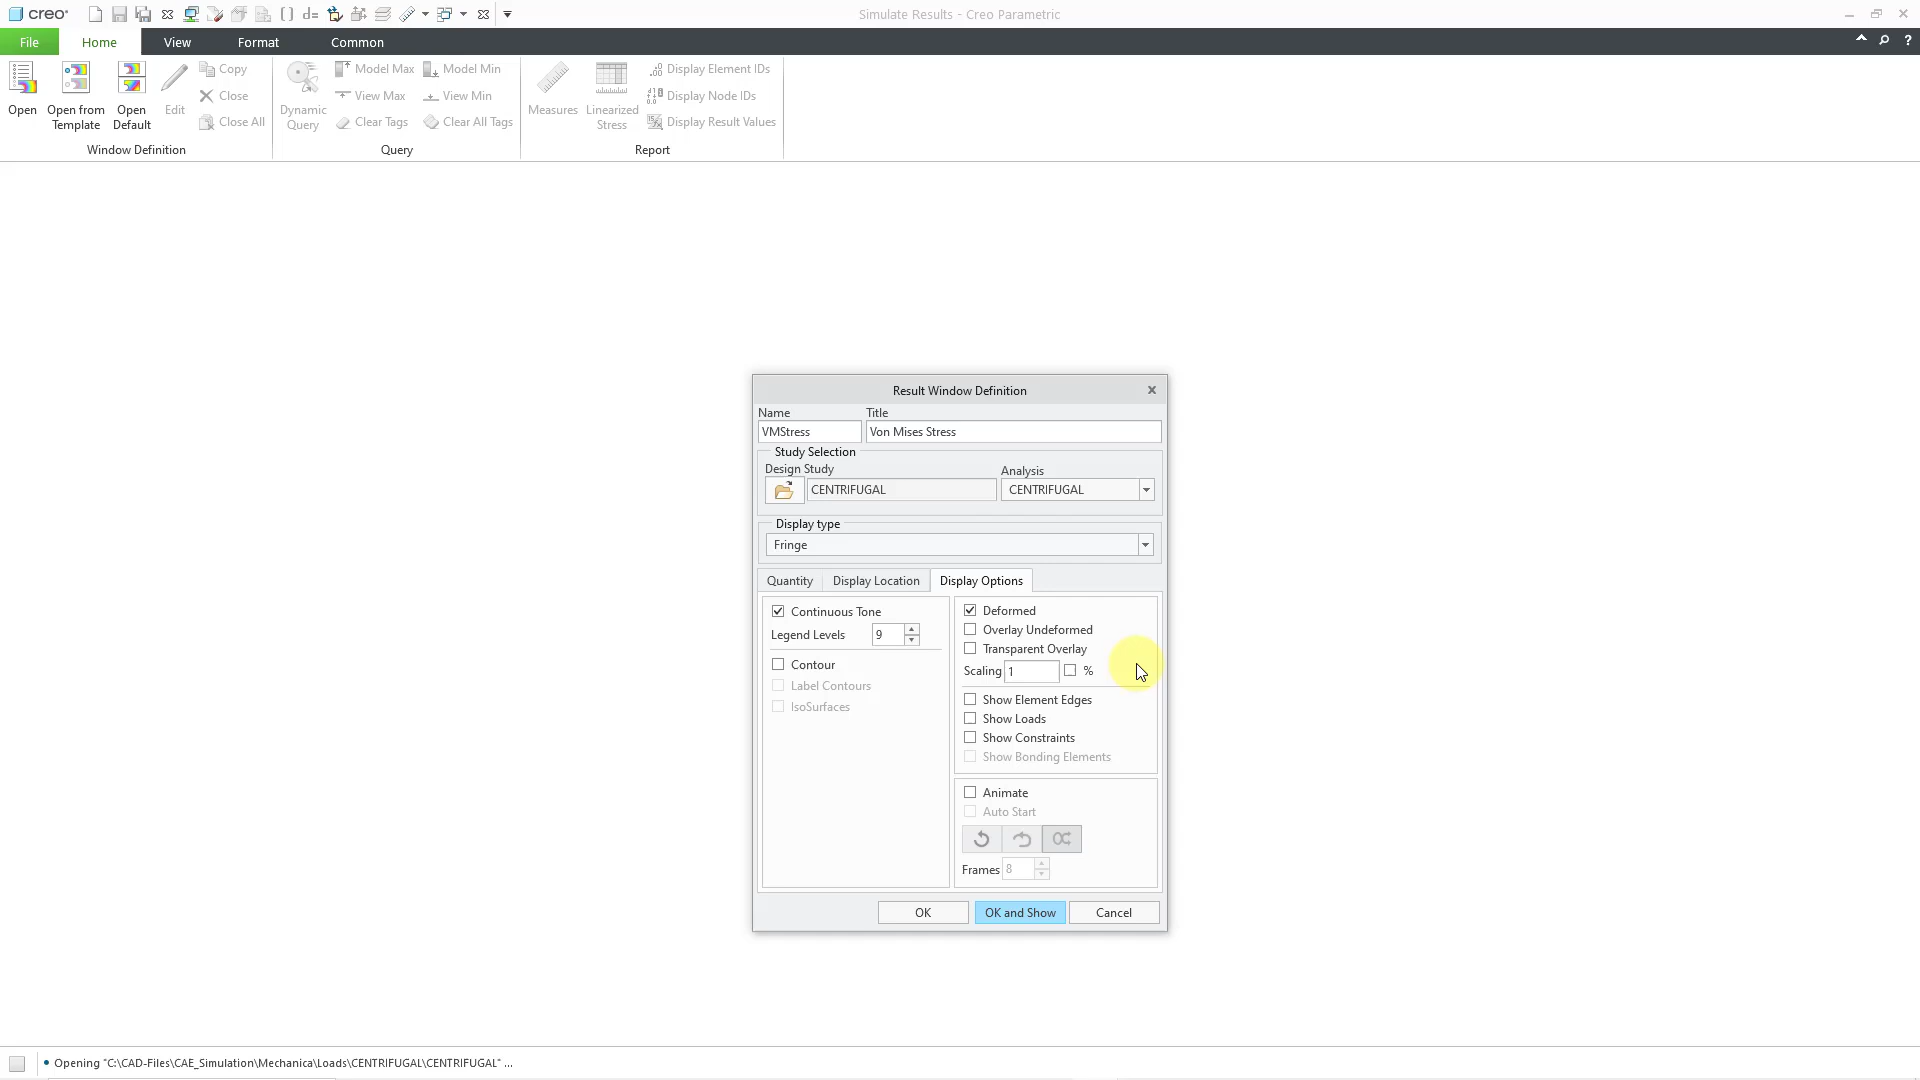 creo
d=
Simulate Results - Creo Parametric
File
Home
View
Format
Common
?
Open
Open from
Template
Open
Default
Edit
Copy
Close
Close All
Window Definition
Dynamic
Query
Model Max
View Max
Clear Tags
Model Min
View Min
Clear All Tags
Query
Measures
Linearized
Stress
Display Element IDs
Display Node IDs
Display Result Values
Report
Result Window Definition
Name
Title
VMStress
Von Mises Stress
Study Selection
Design Study
Analysis
CENTRIFUGAL
CENTRIFUGAL
Display type
Fringe
Quantity
Display Location
Display Options
Continuous Tone
Legend Levels
9
Contour
Label Contours
IsoSurfaces
Deformed
Overlay Undeformed
Transparent Overlay
Scaling
1
%
Show Element Edges
Show Loads
Show Constraints
Show Bonding Elements
Animate
Auto Start
Frames
8
OK
OK and Show
Cancel
• Opening "C:\CAD-Files\CAE_Simulation\Mechanica\Loads\CENTRIFUGAL\CENTRIFUGAL" ...